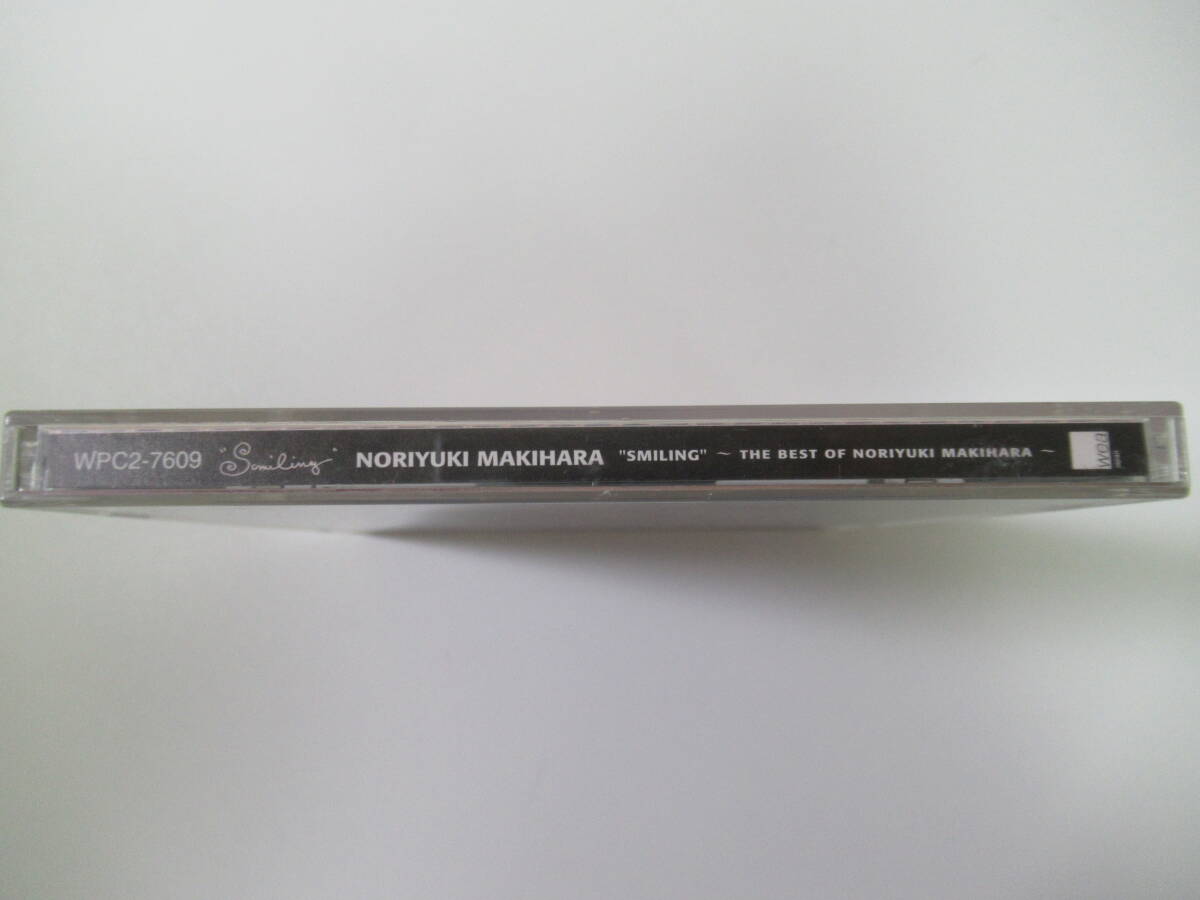 WPC2-7609 "Smiling" NORIYUKI MAKIHARA "SMILING" ~ THE BEST OF NORIYUKI MAKIHARA ~ wea